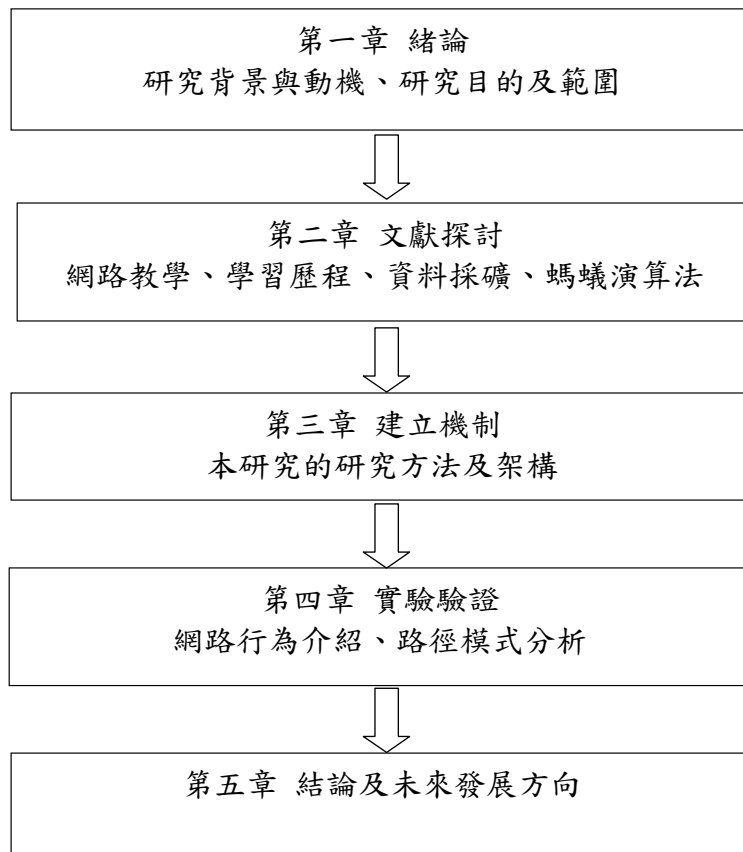 第一章 緒論
研究背景與動機、研究目的及範圍
第二章 文獻探討
網路教學、學習歷程、資料採礦、螞蟻演算法
第三章 建立機制
本研究的研究方法及架構
第四章 實驗驗證
網路行為介紹、路徑模式分析
第五章 結論及未來發展方向